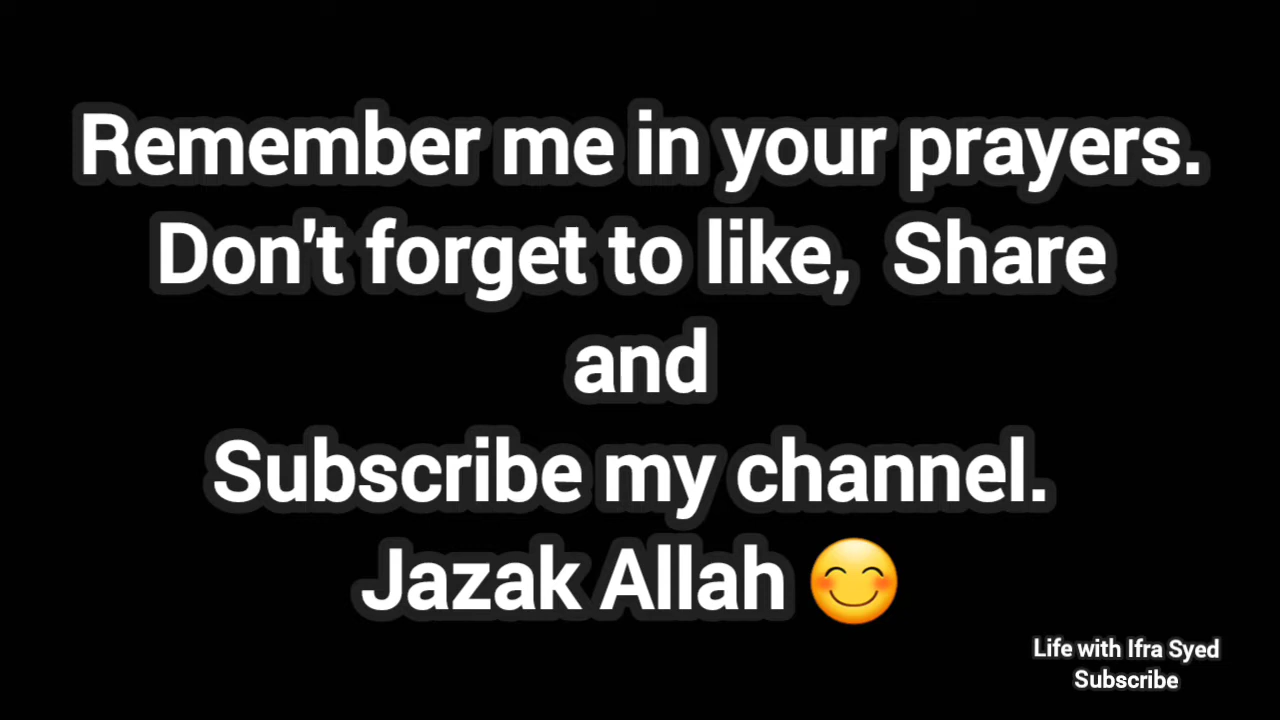 Remember me in your prayers.
Don't forget to like, Share
and
Subscribe my channel.
Jazak Allah 😊
Life with Ifra Syed
Subscribe